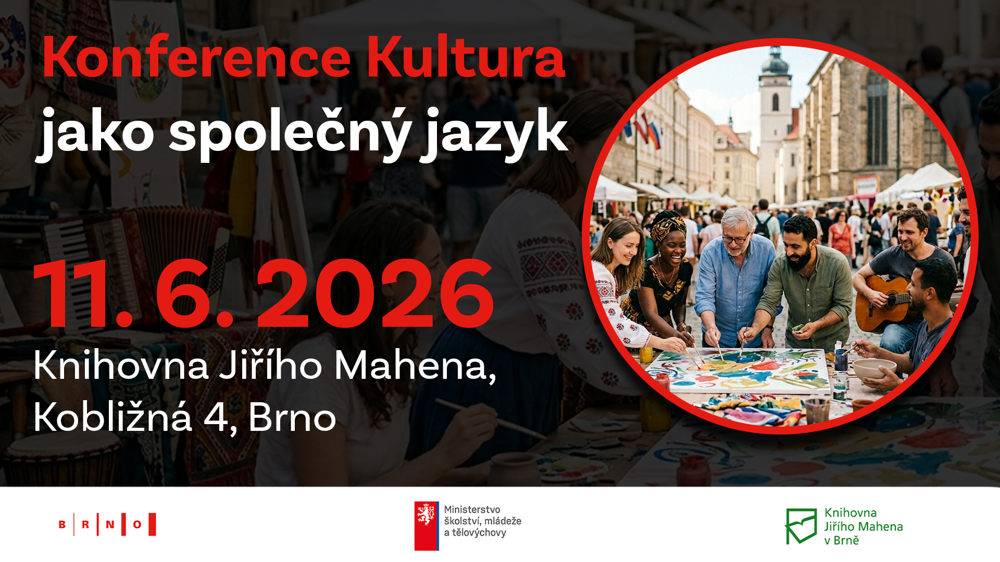 Konference Kultura
jako společný jazyk
11. 6. 2026
Knihovna Jiřího Mahena,
Kobližná 4, Brno
BRNO
Ministerstvo
školství, mládeže
a tělovýchovy
Knihovna
Jiřího Mahena
v Brně